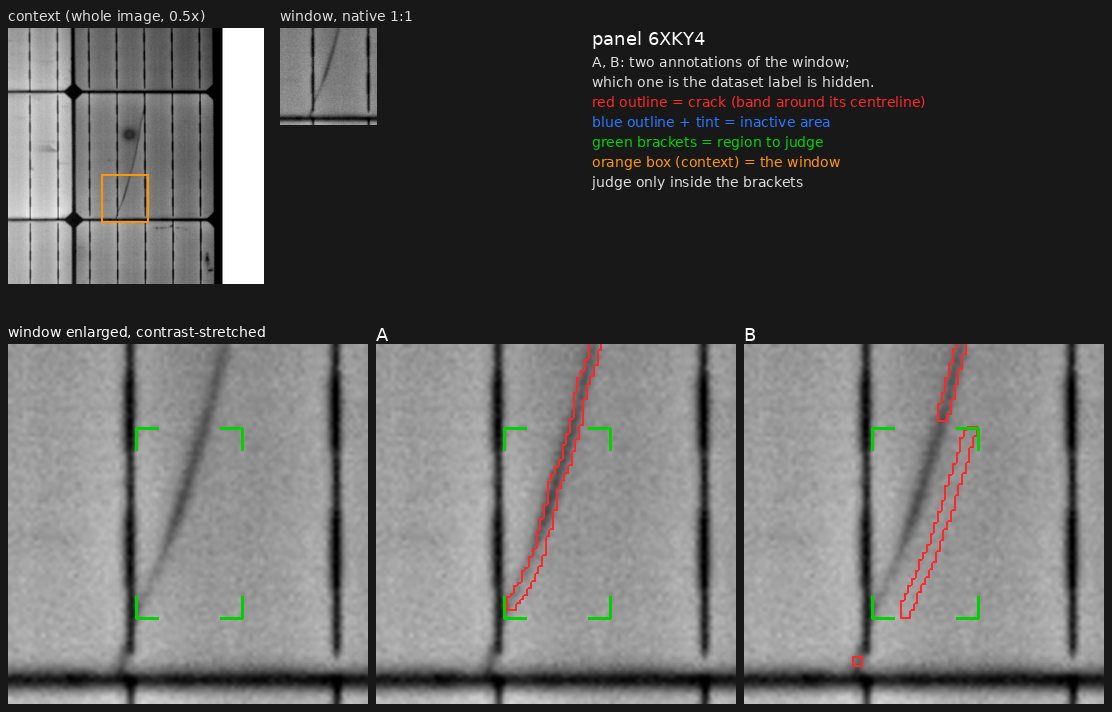 context (whole image, 0.5x)
window, native 1:1
panel 6XKY4
A, B: two annotations of the window;
which one is the dataset label is hidden.
red outline = crack (band around its centreline)
blue outline + tint = inactive area
green brackets = region to judge
orange box (context) = the window
judge only inside the brackets
window enlarged, contrast-stretched
A
B